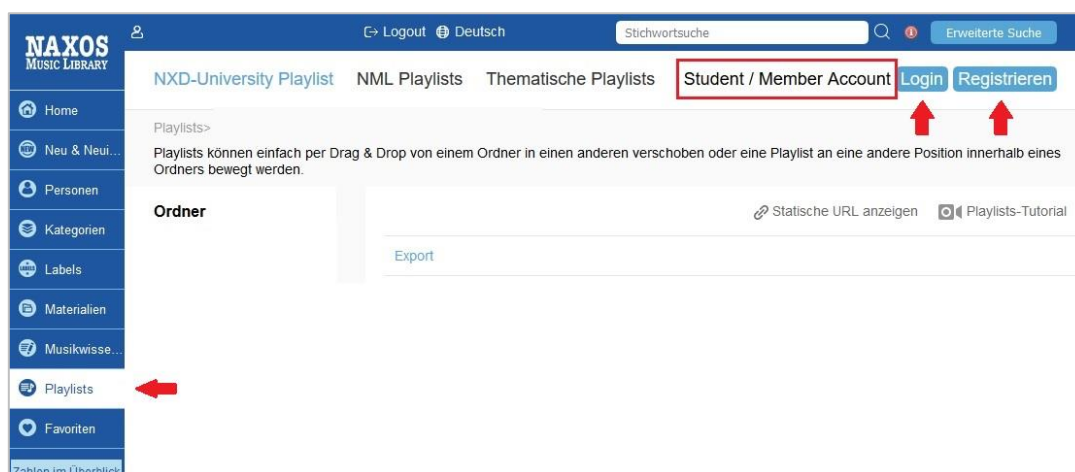 NAXOS
MUSIC LIBRARY
Logout Deutsch
Stichwortsuche
Erweiterte Suche
NXD-University Playlist NML Playlists Thematische Playlists Student / Member Account Login Registrieren
Home
Neu & Neui...
Personen
Kategorien
Labels
Materialien
Musikwisse...
Playlists
Favoriten
Zahlen im Überblick
Playlists>
Playlists können einfach per Drag & Drop von einem Ordner in einen anderen verschoben oder eine Playlist an eine andere Position innerhalb eines
Ordners bewegt werden.
Ordner
Statische URL anzeigen Playlists-Tutorial
Export